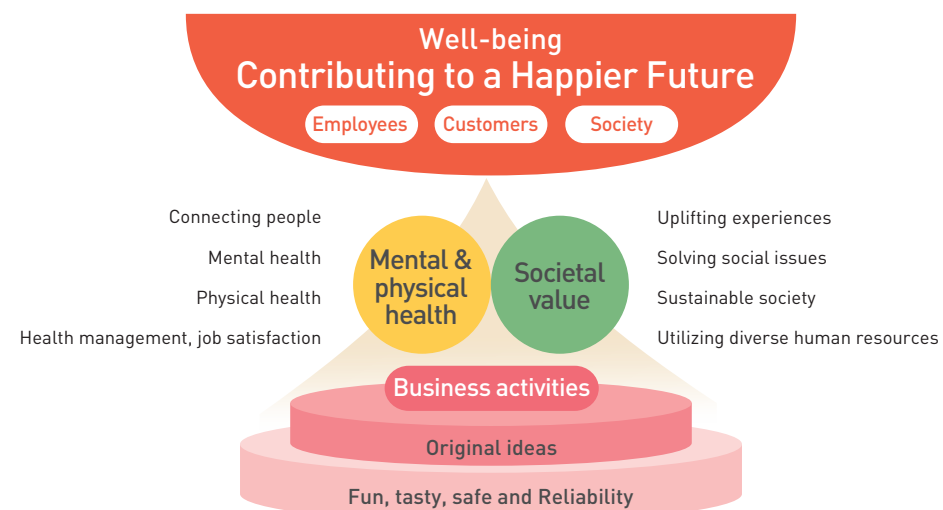 Well-being
Contributing to a Happier Future
Employees
Customers
Society
Connecting people
Mental health
Physical health
Health management, job satisfaction
Mental &
physical
health
Societal
value
Uplifting experiences
Solving social issues
Sustainable society
Utilizing diverse human resources
Business activities
Original ideas
Fun, tasty, safe and Reliability